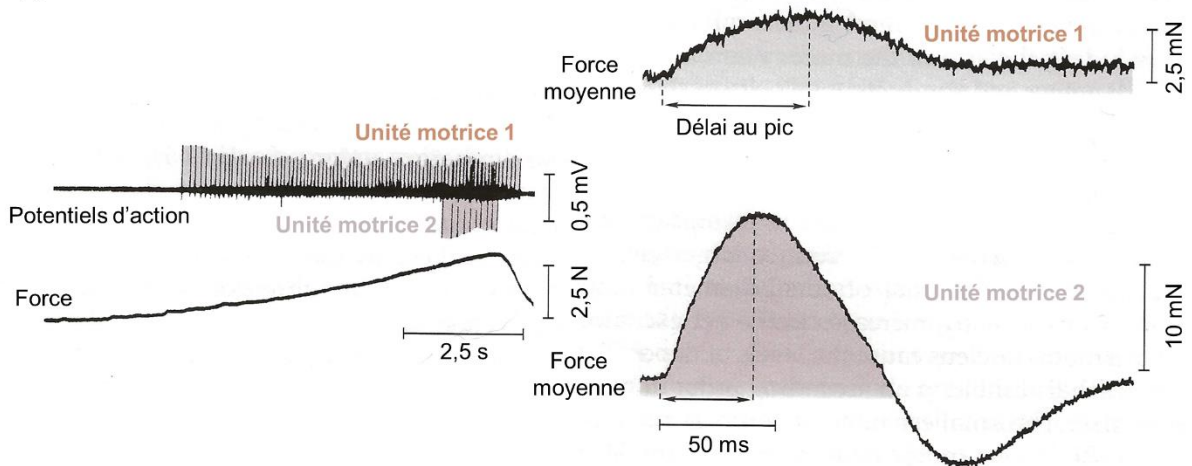 Unité motrice 1
0,5 mV
Potentiels d'action
Unité motrice 2
Force
2,5 N
2,5 s
Unité motrice 1
Force
moyenne
2,5 mN
Délai au pic
Unité motrice 2
10 mN
Force
moyenne
50 ms